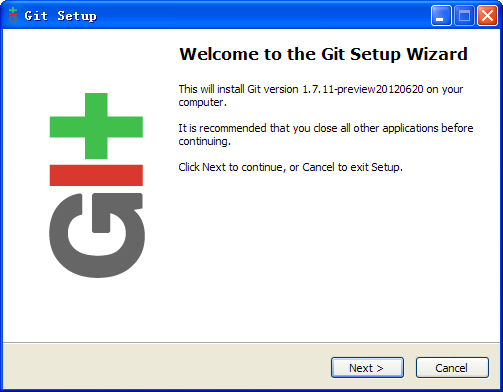 Git Setup
Welcome to the Git Setup Wizard
This will install Git version 1.7.11-preview20120620 on your
computer.
It is recommended that you close all other applications before
continuing.
Click Next to continue, or Cancel to exit Setup.
Git
Next >
Cancel